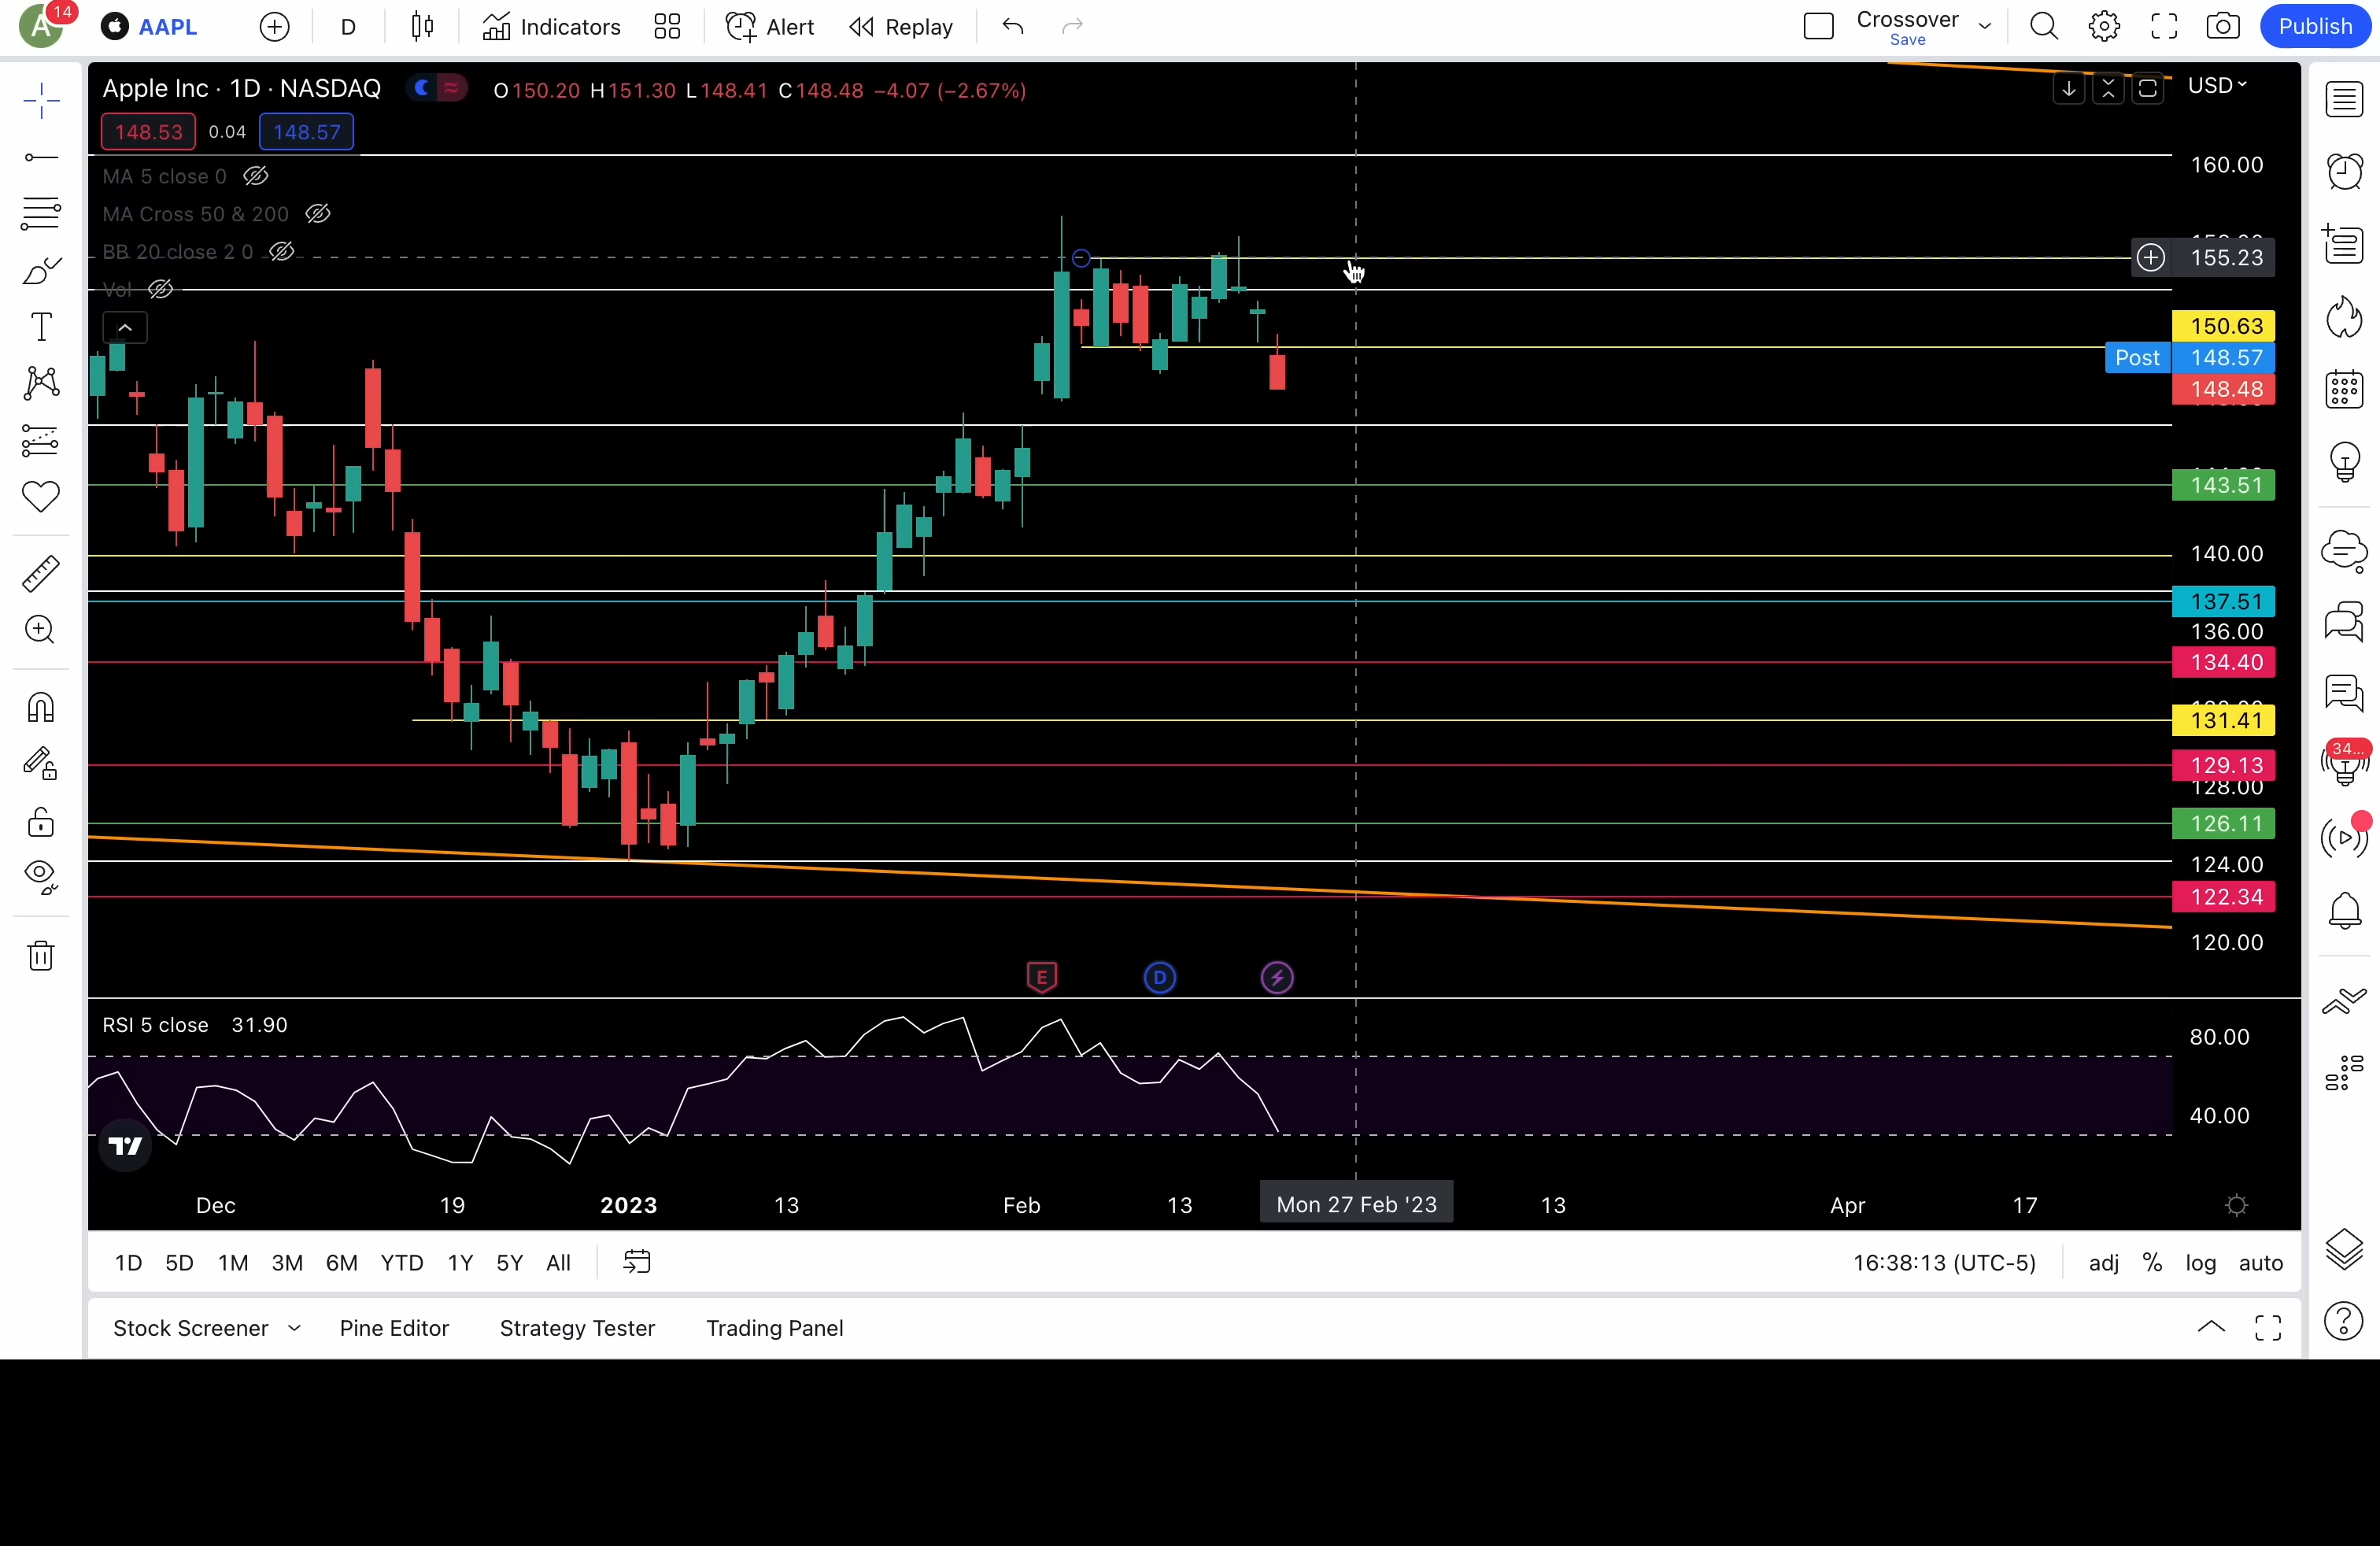 A 14 AAPL D Indicators Alert Replay Crossover Publish
Save
Apple Inc · 1D · NASDAQ O150.20 H151.30 L148.41 C148.48 −4.07 (−2.67%) USD
148.53 0.04 148.57
160.00
MA 5 close 0
MA Cross 50 & 200
BB 20 close 2 0
155.23
Vol
150.63
Post 148.57
148.48
143.51
140.00
137.51
136.00
134.40
131.41
129.13
128.00
126.11
124.00
122.34
120.00
E D
RSI 5 close 31.90
80.00
40.00
Dec 19 2023 13 Feb 13 Mon 27 Feb '23 13 Apr 17
1D 5D 1M 3M 6M YTD 1Y 5Y All 16:38:13 (UTC-5) adj % log auto
Stock Screener Pine Editor Strategy Tester Trading Panel
34...